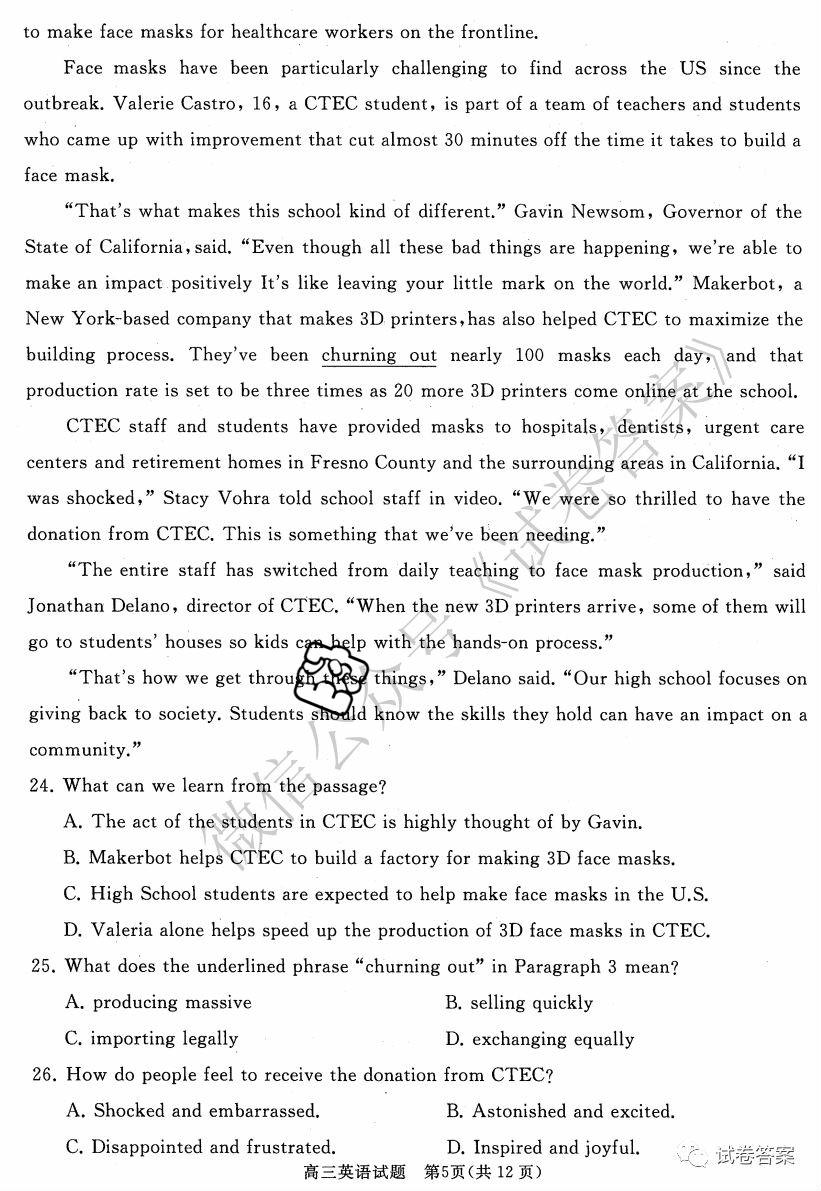 to make face masks for healthcare workers on the frontline.
Face masks have been particularly challenging to find across the US since the
outbreak. Valerie Castro, 16, a CTEC student, is part of a team of teachers and students
who came up with improvement that cut almost 30 minutes off the time it takes to build a
face mask.
“That's what makes this school kind of different.” Gavin Newsom, Governor of the
State of California, said. “Even though all these bad things are happening, we're able to
make an impact positively It's like leaving your little mark on the world.” Makerbot, a
New York-based company that makes 3D printers, has also helped CTEC to maximize the
building process. They've been churning out nearly 100 masks each day, and that
production rate is set to be three times as 20 more 3D printers come online at the school.
CTEC staff and students have provided masks to hospitals, dentists, urgent care
centers and retirement homes in Fresno County and the surrounding areas in California. “I
was shocked,” Stacy Vohra told school staff in video. “We were so thrilled to have the
donation from CTEC. This is something that we've been needing.”
“The entire staff has switched from daily teaching to face mask production,” said
Jonathan Delano, director of CTEC. “When the new 3D printers arrive, some of them will
go to students' houses so kids can help with the hands-on process.”
“That's how we get through these things,” Delano said. “Our high school focuses on
giving back to society. Students should know the skills they hold can have an impact on a
community.”
24. What can we learn from the passage?
A. The act of the students in CTEC is highly thought of by Gavin.
B. Makerbot helps CTEC to build a factory for making 3D face masks.
C. High School students are expected to help make face masks in the U.S.
D. Valeria alone helps speed up the production of 3D face masks in CTEC.
25. What does the underlined phrase “churning out” in Paragraph 3 mean?
A. producing massive B. selling quickly
C. importing legally D. exchanging equally
26. How do people feel to receive the donation from CTEC?
A. Shocked and embarrassed. B. Astonished and excited.
C. Disappointed and frustrated. D. Inspired and joyful.
高三英语试题 第5页(共12页)
微信公众号《试卷答案》
试卷答案